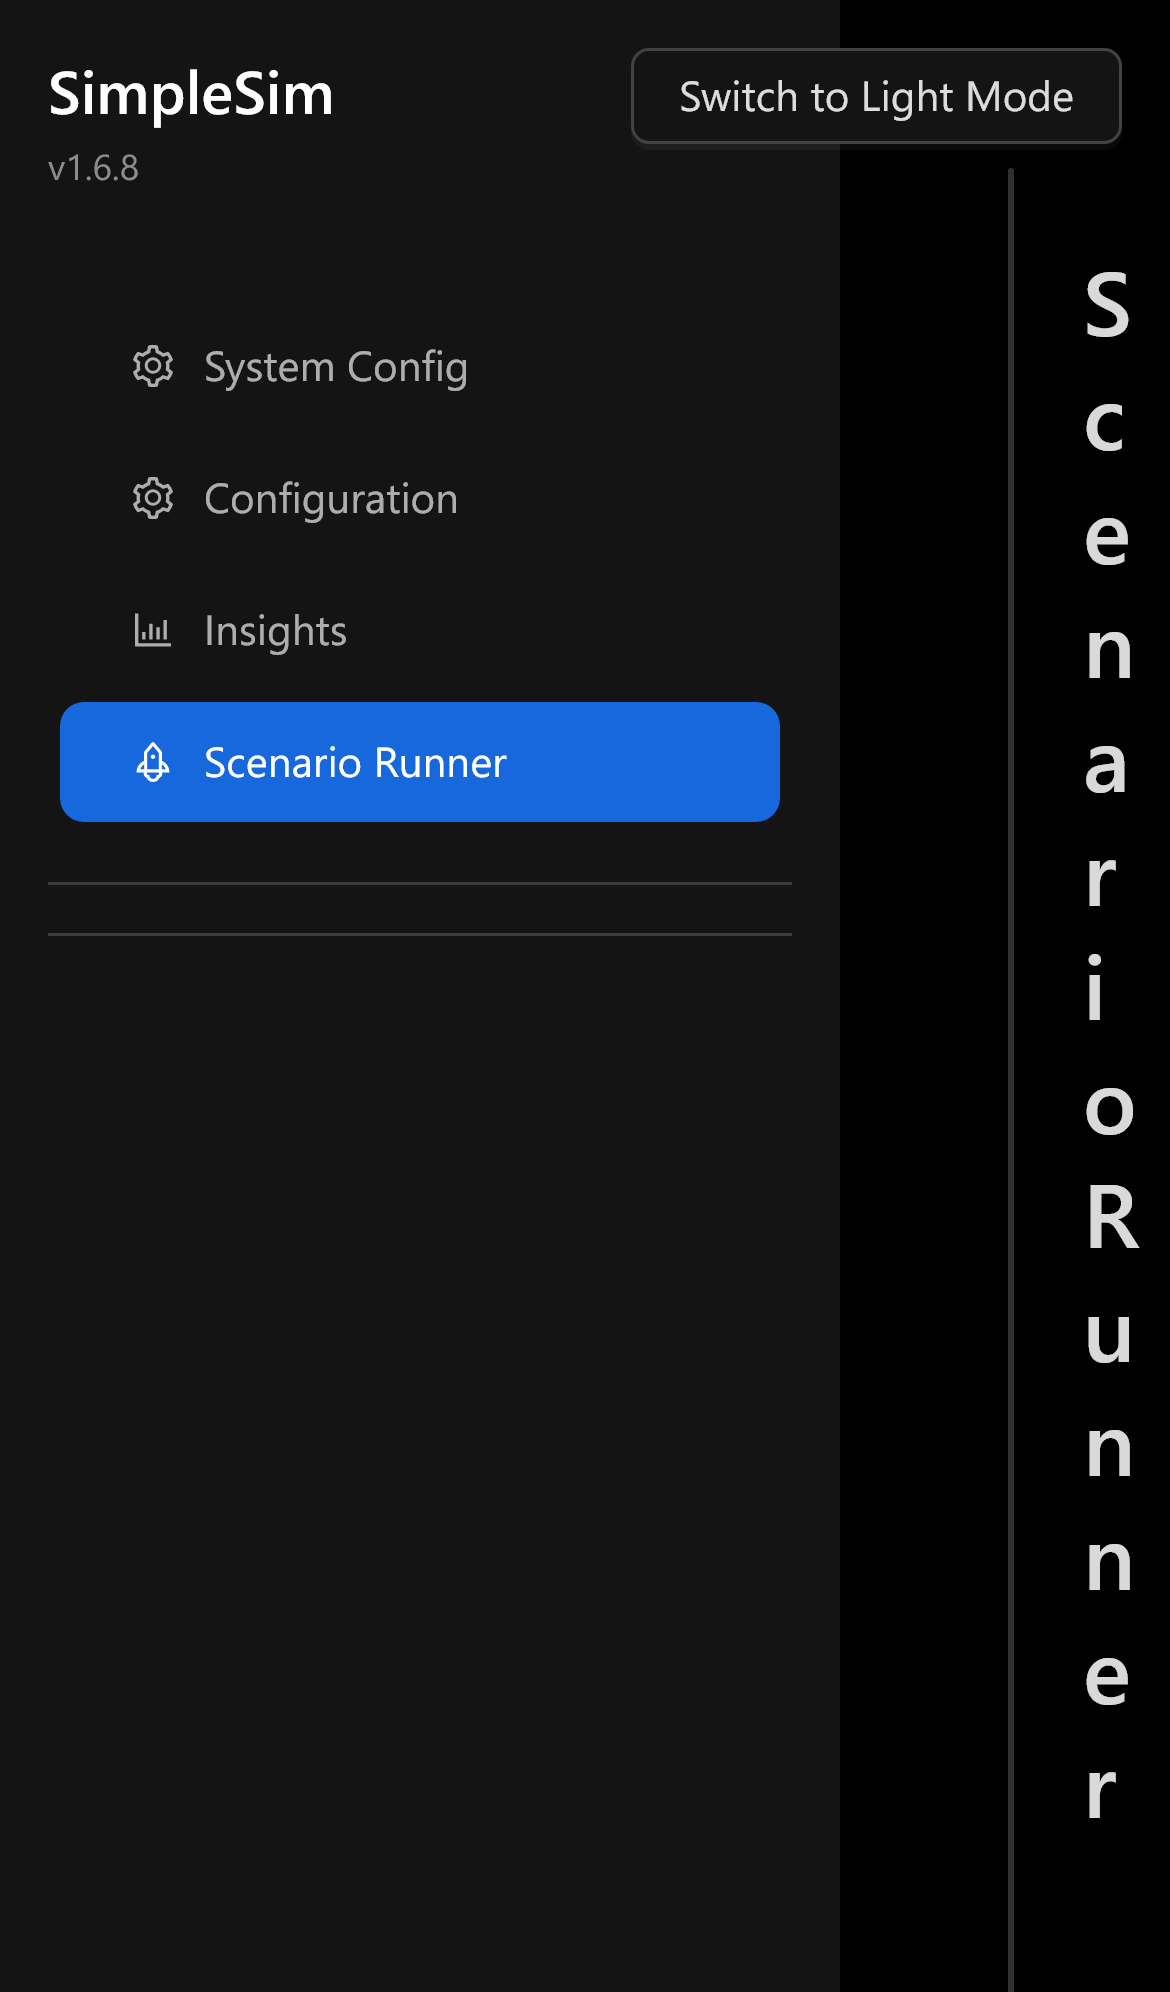 SimpleSim
Switch to Light Mode
v1.6.8
System Config
Configuration
Insights
Scenario Runner
S
c
e
n
a
r
i
o
R
u
n
n
e
r